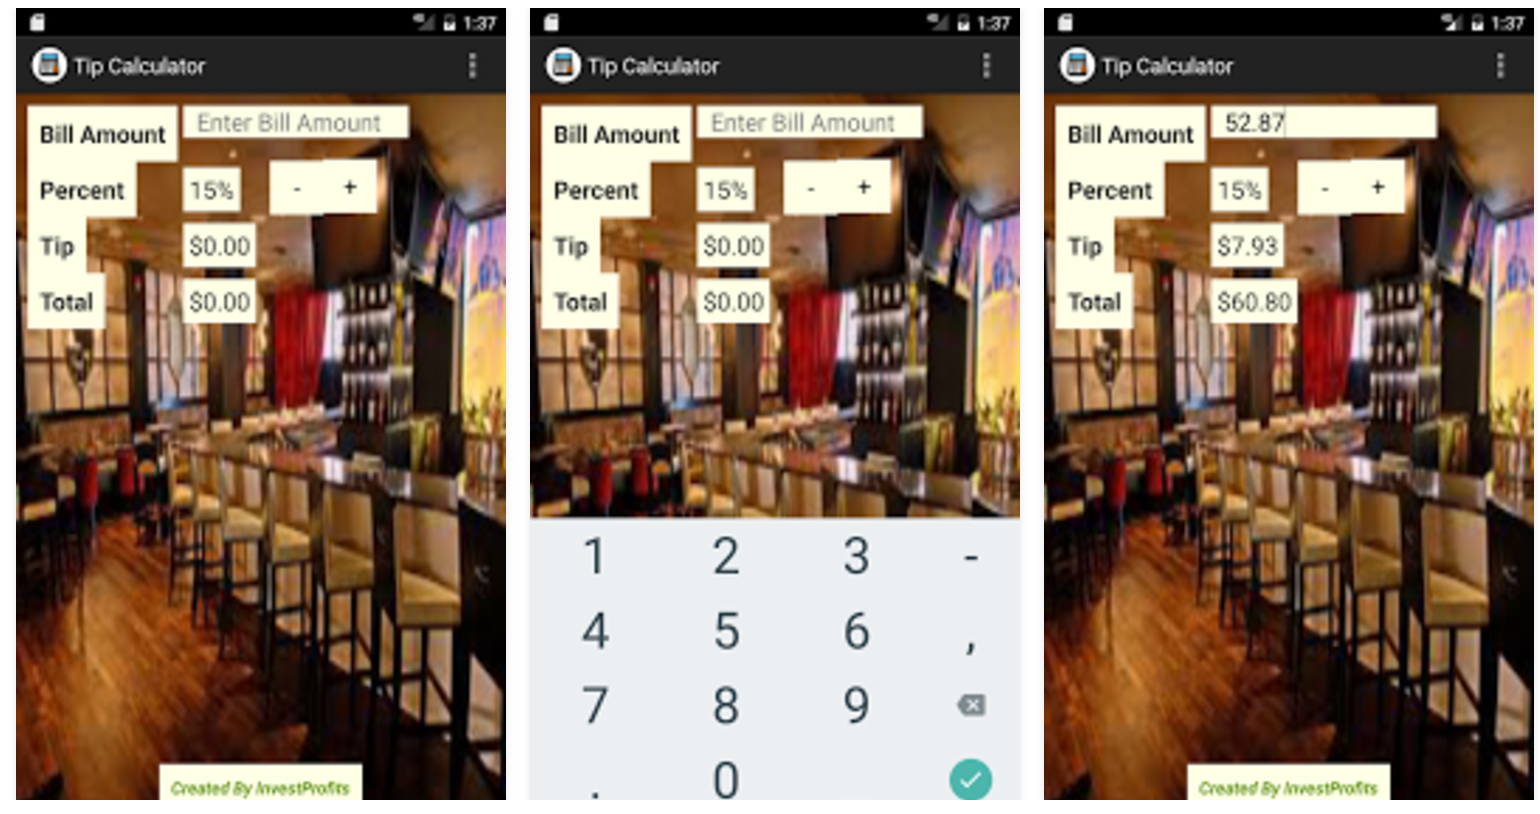 1:37
Tip Calculator
Bill Amount Enter Bill Amount
Percent 15% - +
Tip $0.00
Total $0.00
Created By InvestProfits
1:37
Tip Calculator
Bill Amount Enter Bill Amount
Percent 15% - +
Tip $0.00
Total $0.00
1 2 3 -
4 5 6 ,
7 8 9
. 0
1:37
Tip Calculator
Bill Amount 52.87
Percent 15% - +
Tip $7.93
Total $60.80
Created By InvestProfits